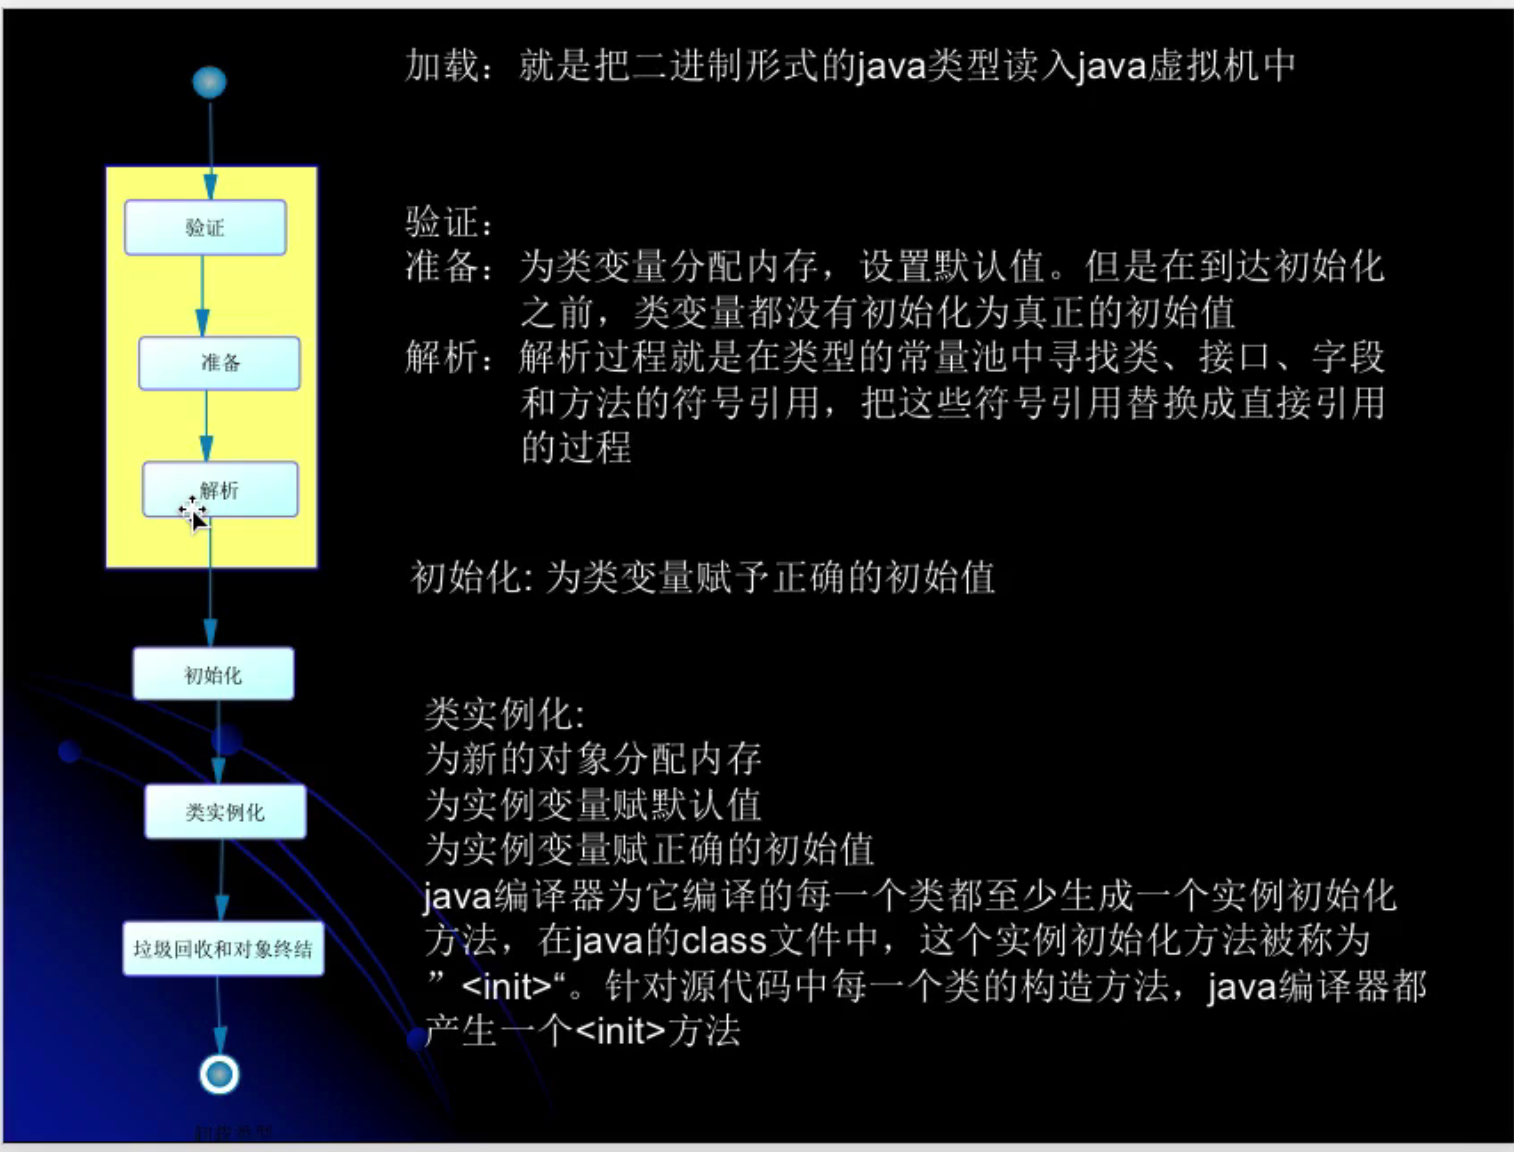 加载：就是把二进制形式的java类型读入java虚拟机中
验证
准备
解析
初始化
类实例化
垃圾回收和对象终结
验证：
准备：为类变量分配内存，设置默认值。但是在到达初始化
之前，类变量都没有初始化为真正的初始值
解析：解析过程就是在类型的常量池中寻找类、接口、字段
和方法的符号引用，把这些符号引用替换成直接引用
的过程
初始化: 为类变量赋予正确的初始值
类实例化:
为新的对象分配内存
为实例变量赋默认值
为实例变量赋正确的初始值
java编译器为它编译的每一个类都至少生成一个实例初始化
方法，在java的class文件中，这个实例初始化方法被称为
”<init>“。针对源代码中每一个类的构造方法，java编译器都
产生一个<init>方法